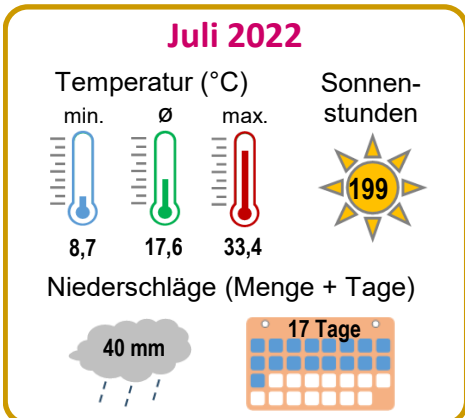 Juli 2022
Temperatur (°C)
min. Ø max.
8,7 17,6 33,4
Sonnen-
stunden
199
Niederschläge (Menge + Tage)
40 mm
17 Tage